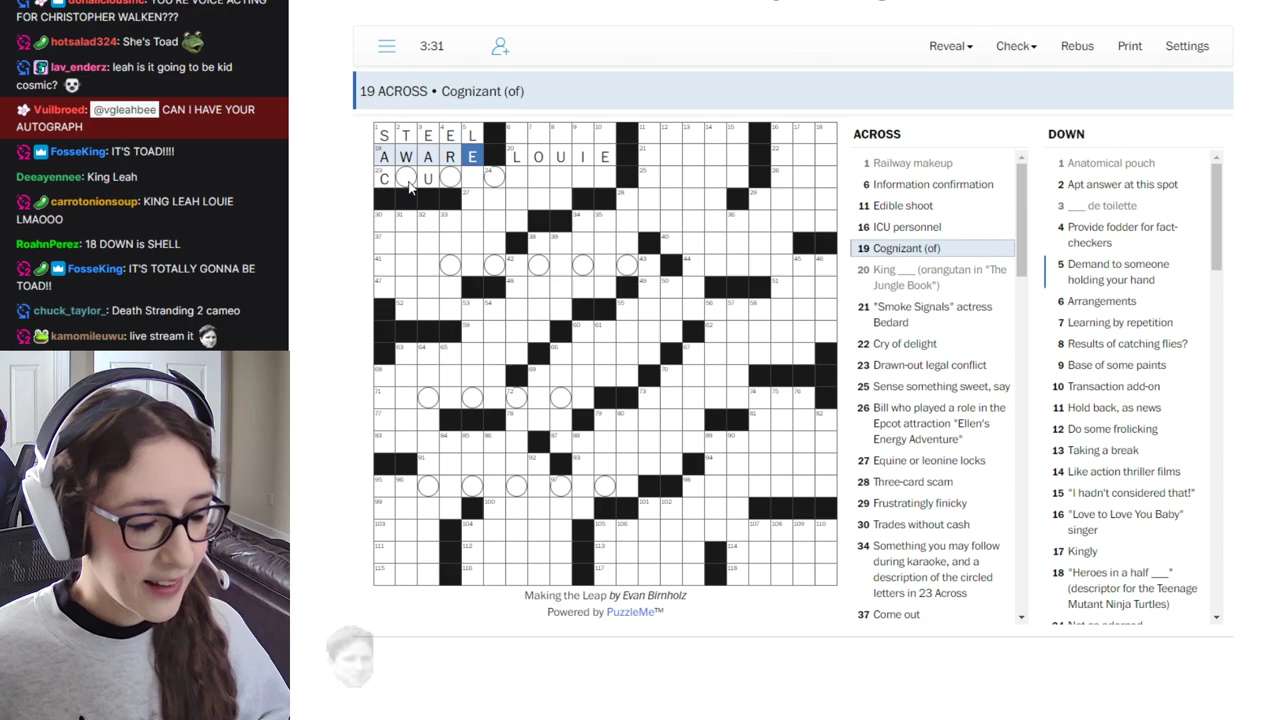 donaliciousmc: YOU'RE VOICE ACTING
FOR CHRISTOPHER WALKEN???
hotsalad324: She's Toad
lav_enderz: leah is it going to be kid
cosmic?
Vuilbroed: @vgleahbee CAN I HAVE YOUR
AUTOGRAPH
FosseKing: IT'S TOAD!!!!
Deeayennee: King Leah
carrotonionsoup: KING LEAH LOUIE
LMAOOO
RoahnPerez: 18 DOWN is SHELL
FosseKing: IT'S TOTALLY GONNA BE
TOAD!!
chuck_taylor_: Death Stranding 2 cameo
kamomileuwu: live stream it
3:31
Reveal
Check
Rebus
Print
Settings
19 ACROSS • Cognizant (of)
S T E E L
A W A R E L O U I E
C U
Making the Leap by Evan Birnholz
Powered by PuzzleMe™
ACROSS
1 Railway makeup
6 Information confirmation
11 Edible shoot
16 ICU personnel
19 Cognizant (of)
20 King ___ (orangutan in "The
Jungle Book")
21 "Smoke Signals" actress
Bedard
22 Cry of delight
23 Drawn-out legal conflict
25 Sense something sweet, say
26 Bill who played a role in the
Epcot attraction "Ellen's
Energy Adventure"
27 Equine or leonine locks
28 Three-card scam
29 Frustratingly finicky
30 Trades without cash
34 Something you may follow
during karaoke, and a
description of the circled
letters in 23 Across
37 Come out
DOWN
1 Anatomical pouch
2 Apt answer at this spot
3 ___ de toilette
4 Provide fodder for fact-
checkers
5 Demand to someone
holding your hand
6 Arrangements
7 Learning by repetition
8 Results of catching flies?
9 Base of some paints
10 Transaction add-on
11 Hold back, as news
12 Do some frolicking
13 Taking a break
14 Like action thriller films
15 "I hadn't considered that!"
16 "Love to Love You Baby"
singer
17 Kingly
18 "Heroes in a half ___"
(descriptor for the Teenage
Mutant Ninja Turtles)